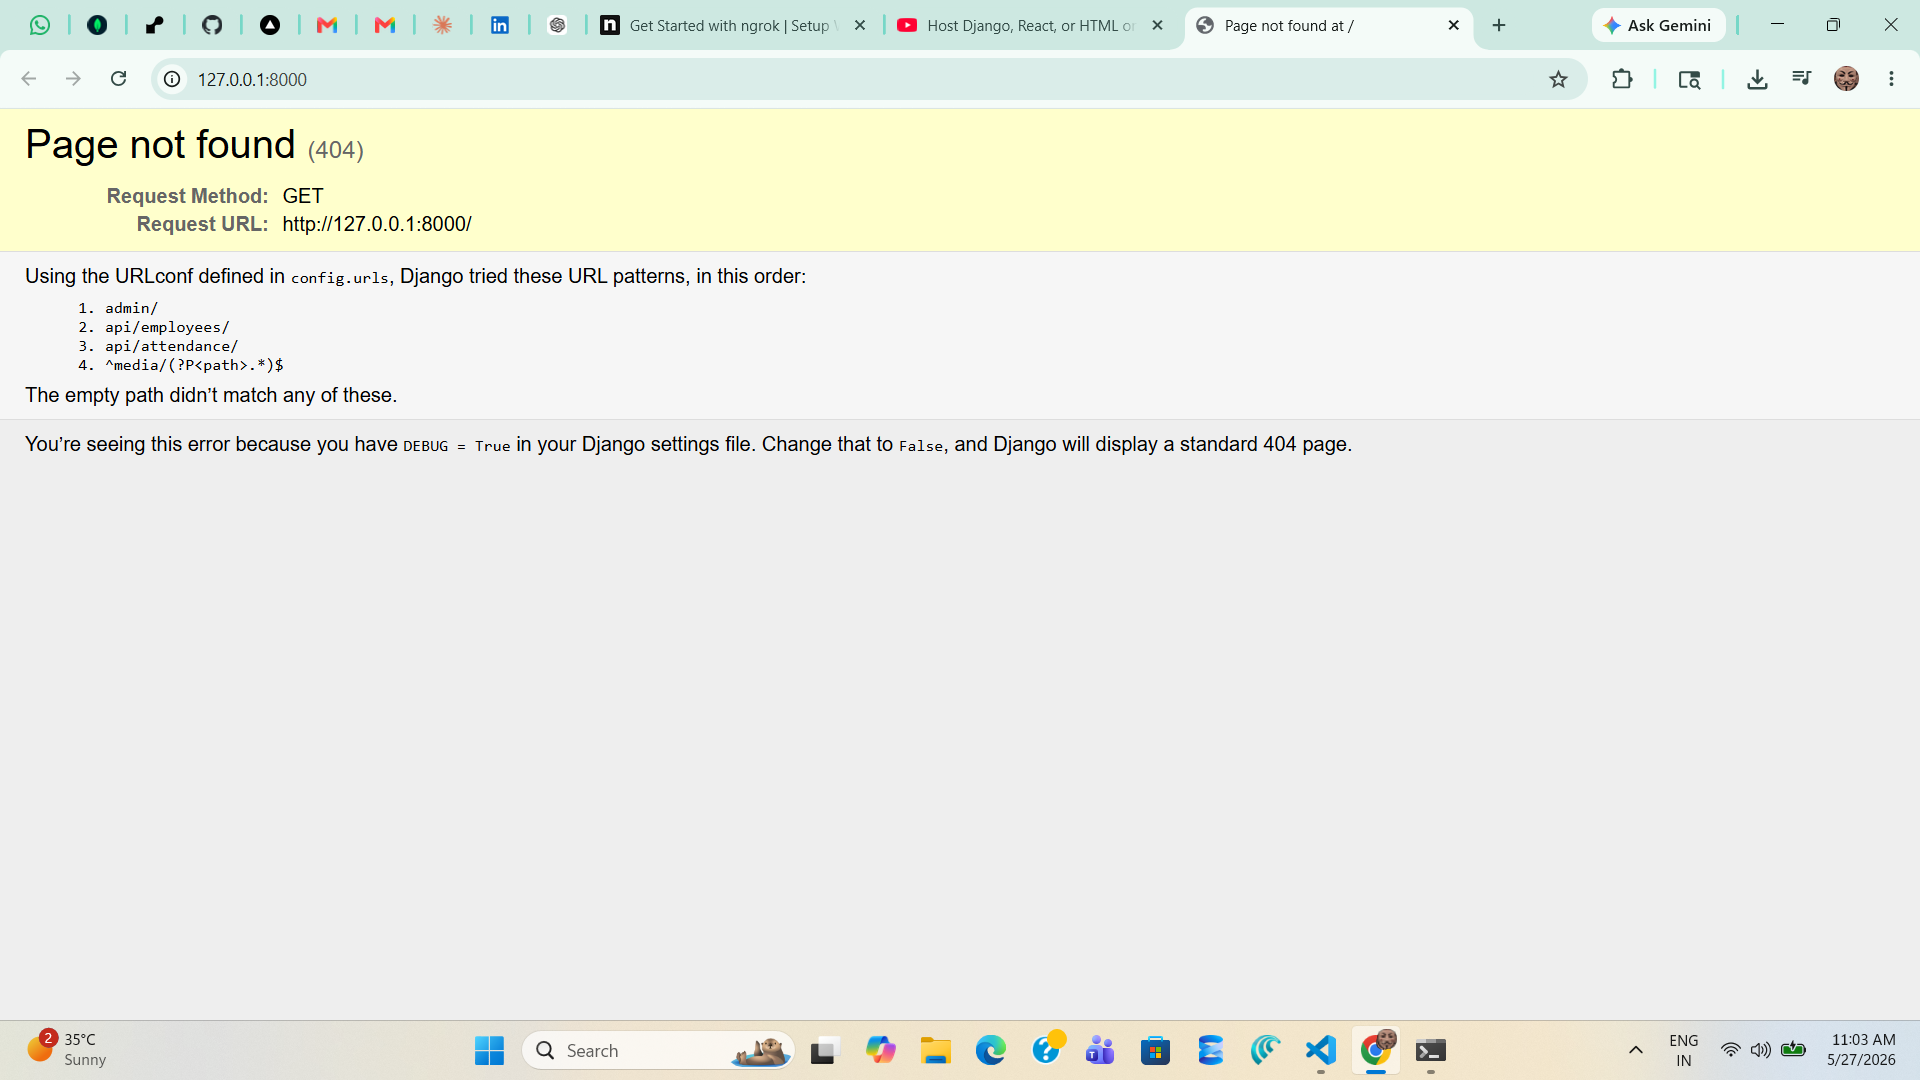 Get Started with ngrok | Setup
Host Django, React, or HTML or
Page not found at /
Ask Gemini
127.0.0.1:8000
Page not found (404)
Request Method: GET
Request URL: http://127.0.0.1:8000/
Using the URLconf defined in config.urls, Django tried these URL patterns, in this order:
1. admin/
2. api/employees/
3. api/attendance/
4. ^media/(?P<path>.*)$
The empty path didn’t match any of these.
You’re seeing this error because you have DEBUG = True in your Django settings file. Change that to False, and Django will display a standard 404 page.
2
35°C
Sunny
Search
ENG
IN
11:03 AM
5/27/2026